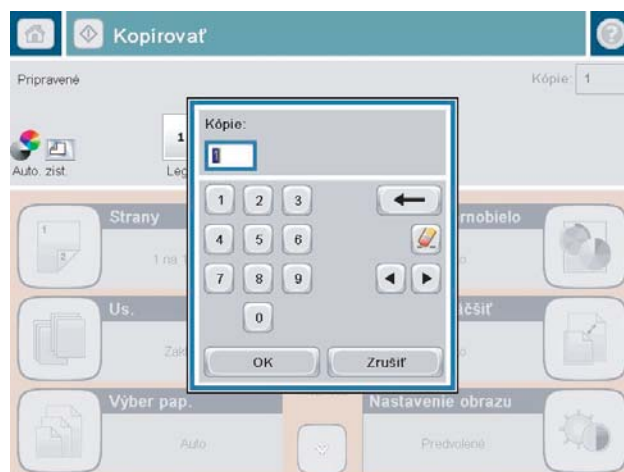 Kopírovať
Pripravené
Kópie: 1
Auto. zist.
1
Kópie:
1
1 2 3
4 5 6
7 8 9
0
OK Zrušiť
Strany
1 na
Us.
Výber pap.
Auto
Nastavenie obrazu
Predvolené